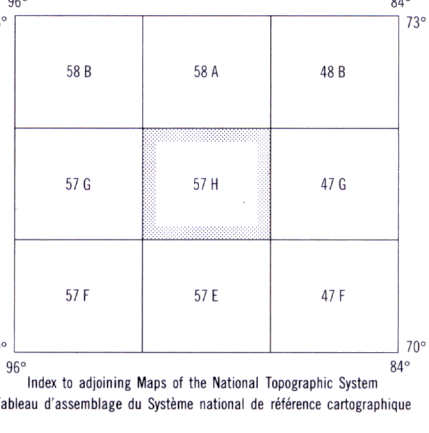 96° 84°
73°
58 B 58 A 48 B
57 G 57 H 47 G
57 F 57 E 47 F
70°
96° 84°
Index to adjoining Maps of the National Topographic System
ableau d'assemblage du Système national de référence cartographique